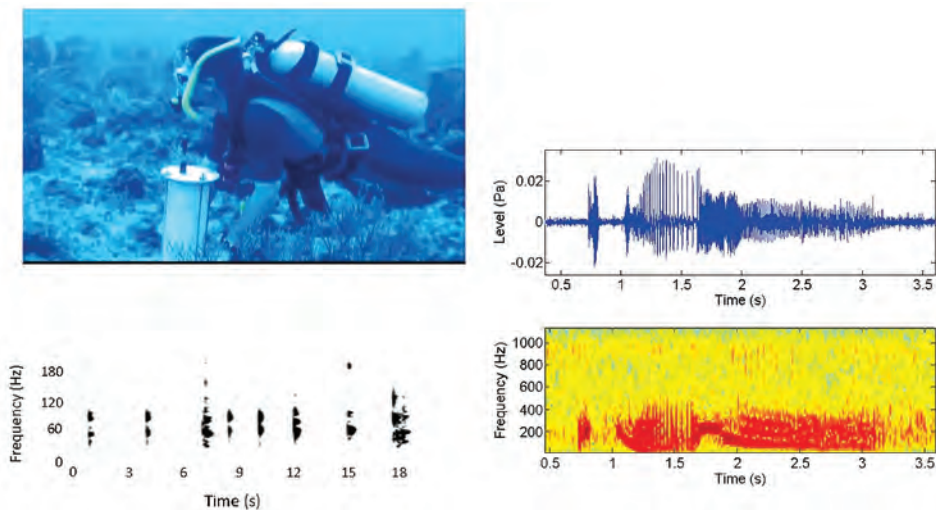 Level (Pa)
0.02
0
-0.02
0.5 1 1.5 2 2.5 3 3.5
Time (s)
Frequency (Hz)
180
120
60
0
0 3 6 9 12 15 18
Time (s)
Frequency (Hz)
1000
800
600
400
200
0.5 1 1.5 2 2.5 3 3.5
Time (s)